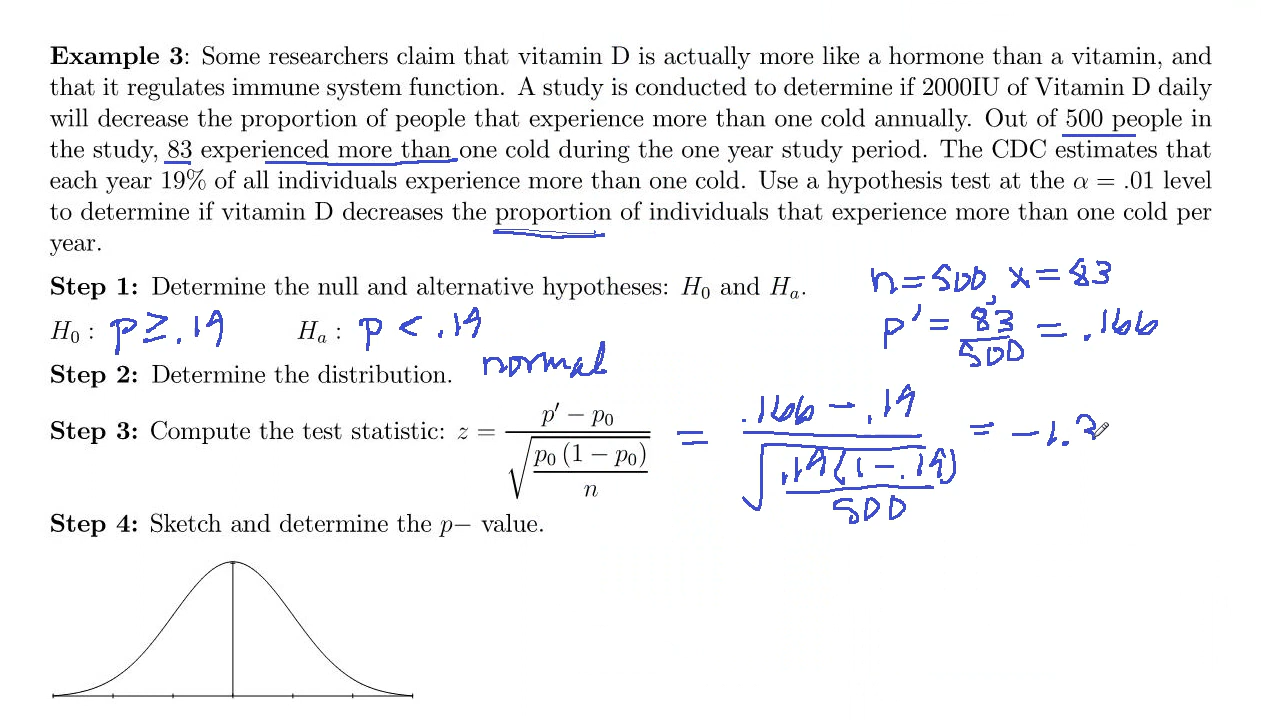 Example 3: Some researchers claim that vitamin D is actually more like a hormone than a vitamin, and
that it regulates immune system function. A study is conducted to determine if 2000IU of Vitamin D daily
will decrease the proportion of people that experience more than one cold annually. Out of 500 people in
the study, 83 experienced more than one cold during the one year study period. The CDC estimates that
each year 19% of all individuals experience more than one cold. Use a hypothesis test at the α = .01 level
to determine if vitamin D decreases the proportion of individuals that experience more than one cold per
year.
Step 1: Determine the null and alternative hypotheses: H₀ and Hₐ.
n=500, x=83
H₀ : p≥.19 Hₐ : p < .19
p' = 83/500 = .166
Step 2: Determine the distribution. normal
Step 3: Compute the test statistic: z = (p′ − p₀)/√(p₀ (1 − p₀)/n) = (.166 − .19)/√(.19(1−.19)/500) = −1.3
Step 4: Sketch and determine the p− value.